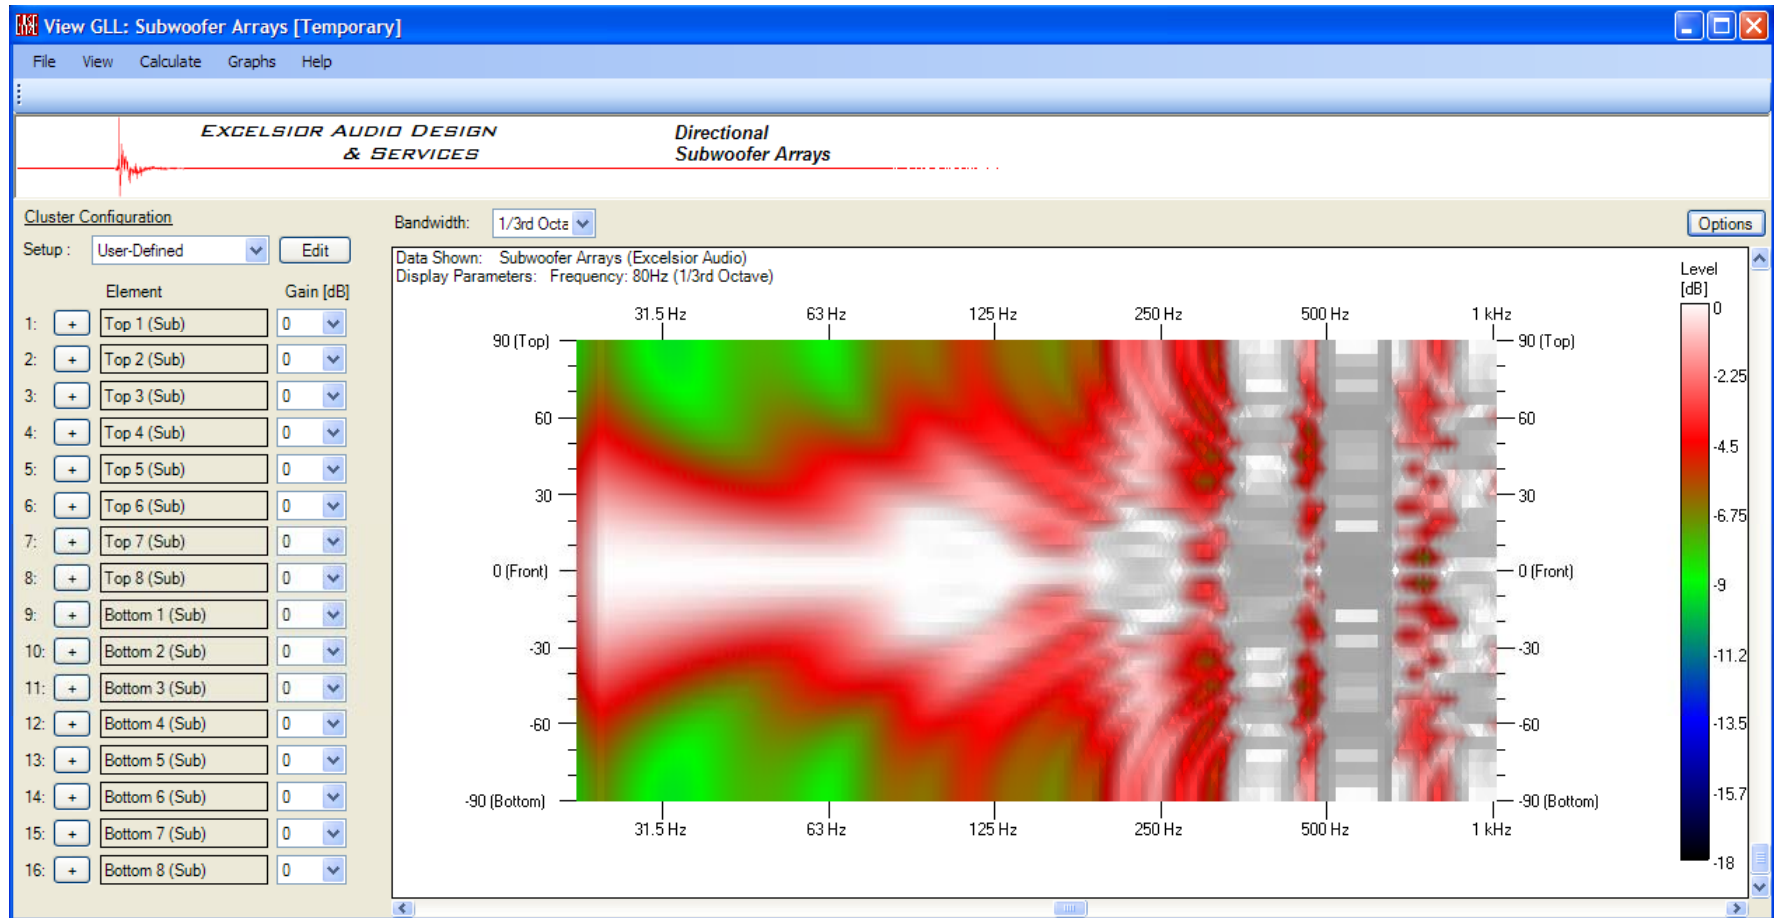 View GLL: Subwoofer Arrays [Temporary]
File View Calculate Graphs Help
EXCELSIOR AUDIO DESIGN
& SERVICES
Directional
Subwoofer Arrays
Cluster Configuration
Setup : User-Defined Edit
Element Gain [dB]
1: + Top 1 (Sub) 0
2: + Top 2 (Sub) 0
3: + Top 3 (Sub) 0
4: + Top 4 (Sub) 0
5: + Top 5 (Sub) 0
6: + Top 6 (Sub) 0
7: + Top 7 (Sub) 0
8: + Top 8 (Sub) 0
9: + Bottom 1 (Sub) 0
10: + Bottom 2 (Sub) 0
11: + Bottom 3 (Sub) 0
12: + Bottom 4 (Sub) 0
13: + Bottom 5 (Sub) 0
14: + Bottom 6 (Sub) 0
15: + Bottom 7 (Sub) 0
16: + Bottom 8 (Sub) 0
Bandwidth: 1/3rd Octa
Options
Data Shown: Subwoofer Arrays (Excelsior Audio)
Display Parameters: Frequency: 80Hz (1/3rd Octave)
31.5 Hz 63 Hz 125 Hz 250 Hz 500 Hz 1 kHz
90 (Top) 90 (Top)
60 60
30 30
0 (Front) 0 (Front)
-30 -30
-60 -60
-90 (Bottom) -90 (Bottom)
31.5 Hz 63 Hz 125 Hz 250 Hz 500 Hz 1 kHz
Level
[dB]
0
-2.25
-4.5
-6.75
-9
-11.2
-13.5
-15.7
-18